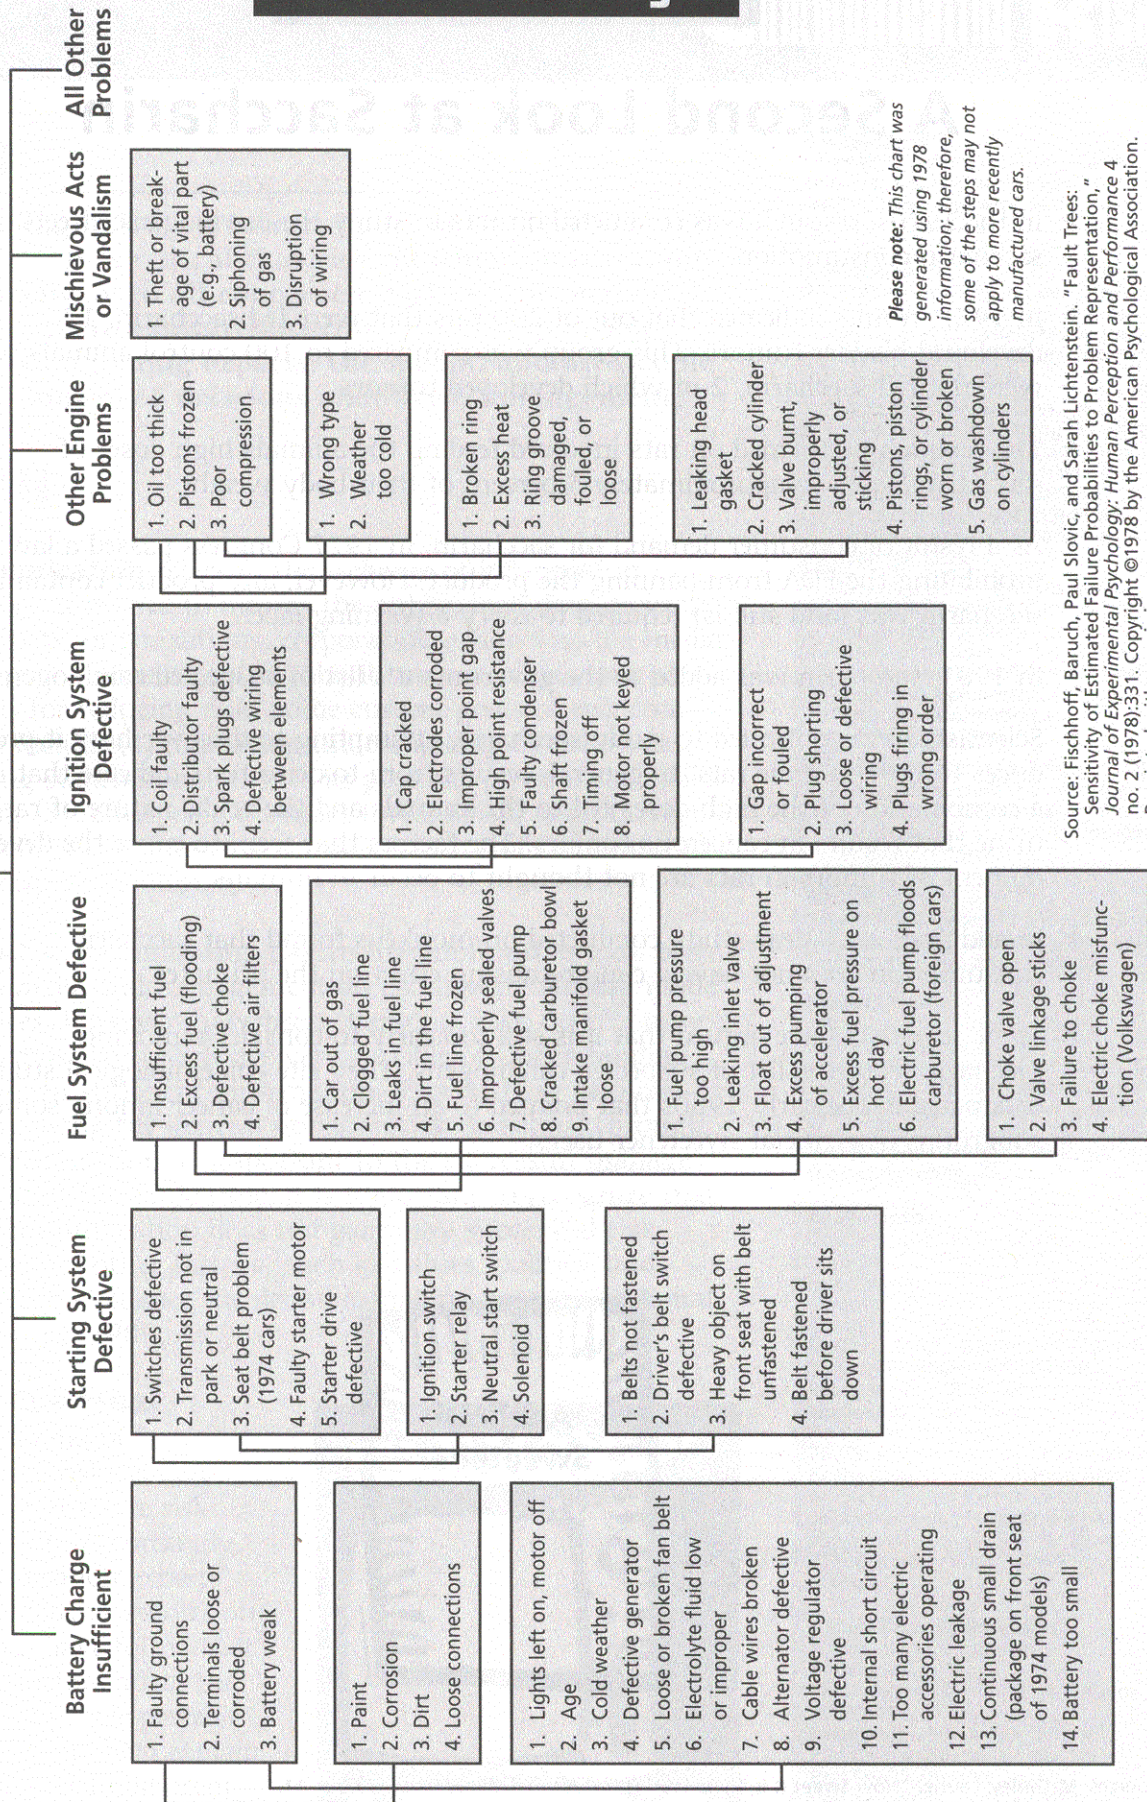 Battery Charge
Insufficient
1. Faulty ground
connections
2. Terminals loose or
corroded
3. Battery weak
1. Paint
2. Corrosion
3. Dirt
4. Loose connections
1. Lights left on, motor off
2. Age
3. Cold weather
4. Defective generator
5. Loose or broken fan belt
6. Electrolyte fluid low
or improper
7. Cable wires broken
8. Alternator defective
9. Voltage regulator
defective
10. Internal short circuit
11. Too many electric
accessories operating
12. Electric leakage
13. Continuous small drain
(package on front seat
of 1974 models)
14. Battery too small
Starting System
Defective
1. Switches defective
2. Transmission not in
park or neutral
3. Seat belt problem
(1974 cars)
4. Faulty starter motor
5. Starter drive
defective
1. Ignition switch
2. Starter relay
3. Neutral start switch
4. Solenoid
1. Belts not fastened
2. Driver's belt switch
defective
3. Heavy object on
front seat with belt
unfastened
4. Belt fastened
before driver sits
down
Fuel System Defective
1. Insufficient fuel
2. Excess fuel (flooding)
3. Defective choke
4. Defective air filters
1. Car out of gas
2. Clogged fuel line
3. Leaks in fuel line
4. Dirt in the fuel line
5. Fuel line frozen
6. Improperly sealed valves
7. Defective fuel pump
8. Cracked carburetor bowl
9. Intake manifold gasket
loose
1. Fuel pump pressure
too high
2. Leaking inlet valve
3. Float out of adjustment
4. Excess pumping
of accelerator
5. Excess fuel pressure on
hot day
6. Electric fuel pump floods
carburetor (foreign cars)
1. Choke valve open
2. Valve linkage sticks
3. Failure to choke
4. Electric choke misfunc-
tion (Volkswagen)
Ignition System
Defective
1. Coil faulty
2. Distributor faulty
3. Spark plugs defective
4. Defective wiring
between elements
1. Cap cracked
2. Electrodes corroded
3. Improper point gap
4. High point resistance
5. Faulty condenser
6. Shaft frozen
7. Timing off
8. Motor not keyed
properly
1. Gap incorrect
or fouled
2. Plug shorting
3. Loose or defective
wiring
4. Plugs firing in
wrong order
Other Engine
Problems
1. Oil too thick
2. Pistons frozen
3. Poor
compression
1. Wrong type
2. Weather
too cold
1. Broken ring
2. Excess heat
3. Ring groove
damaged,
fouled, or
loose
1. Leaking head
gasket
2. Cracked cylinder
3. Valve burnt,
improperly
adjusted, or
sticking
4. Pistons, piston
rings, or cylinder
worn or broken
5. Gas washdown
on cylinders
Mischievous Acts
or Vandalism
1. Theft or break-
age of vital part
(e.g., battery)
2. Siphoning
of gas
3. Disruption
of wiring
All Other
Problems
Please note: This chart was
generated using 1978
information; therefore,
some of the steps may not
apply to more recently
manufactured cars.
Source: Fischhoff, Baruch, Paul Slovic, and Sarah Lichtenstein. "Fault Trees:
Sensitivity of Estimated Failure Probabilities to Problem Representation,"
Journal of Experimental Psychology: Human Perception and Performance 4
no. 2 (1978):331. Copyright ©1978 by the American Psychological Association.
A Second Look at Saccharin